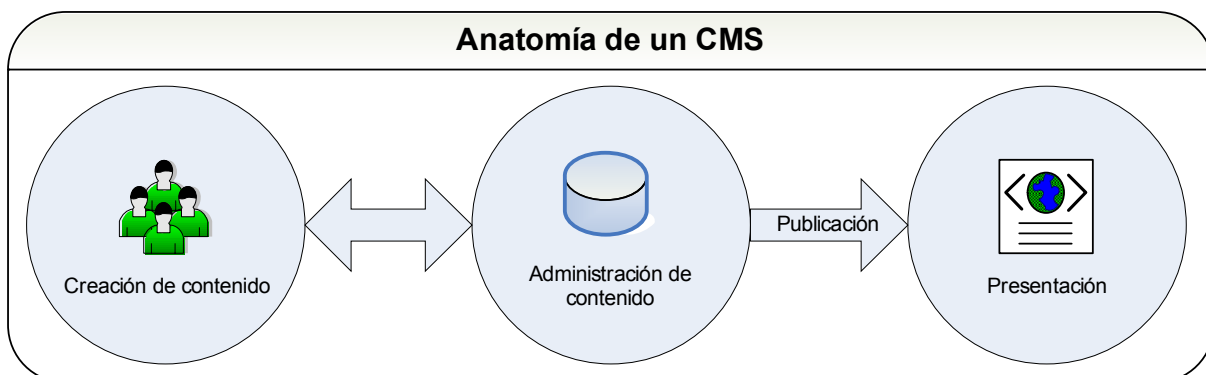 Anatomía de un CMS
Creación de contenido
Administración de
contenido
Publicación
Presentación